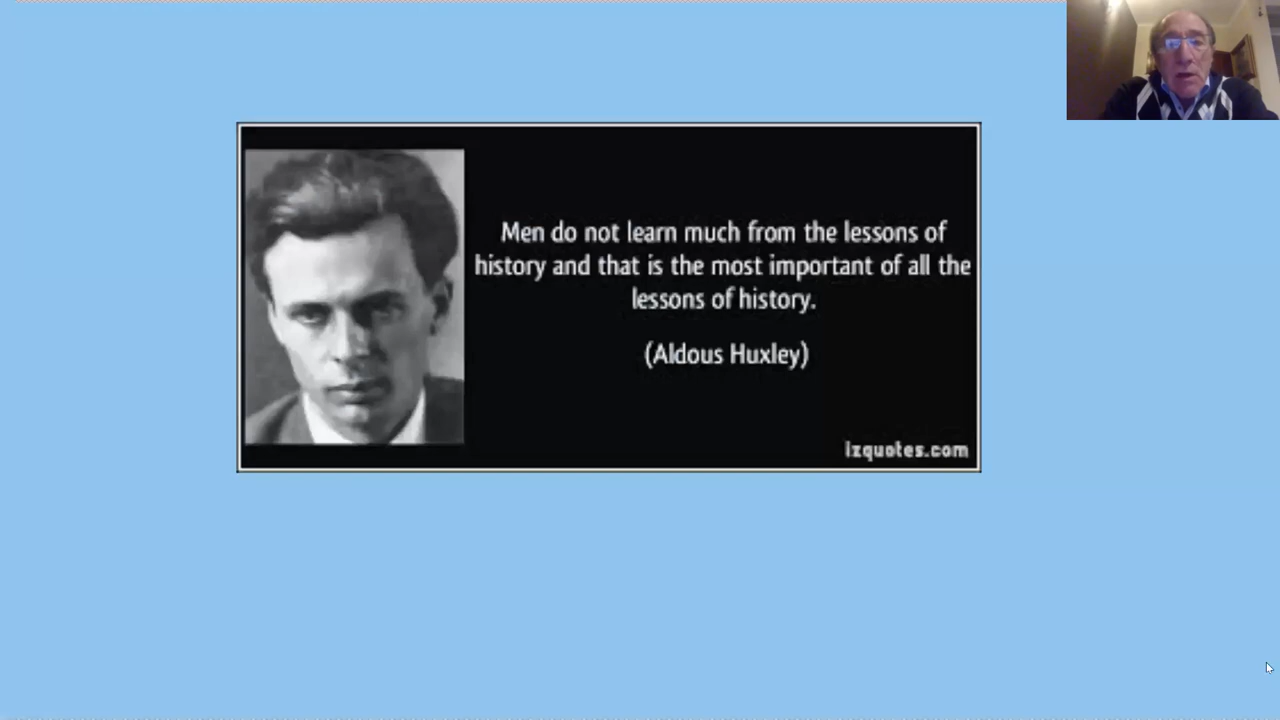 Men do not learn much from the lessons of
history and that is the most important of all the
lessons of history.
(Aldous Huxley)
Izquotes.com